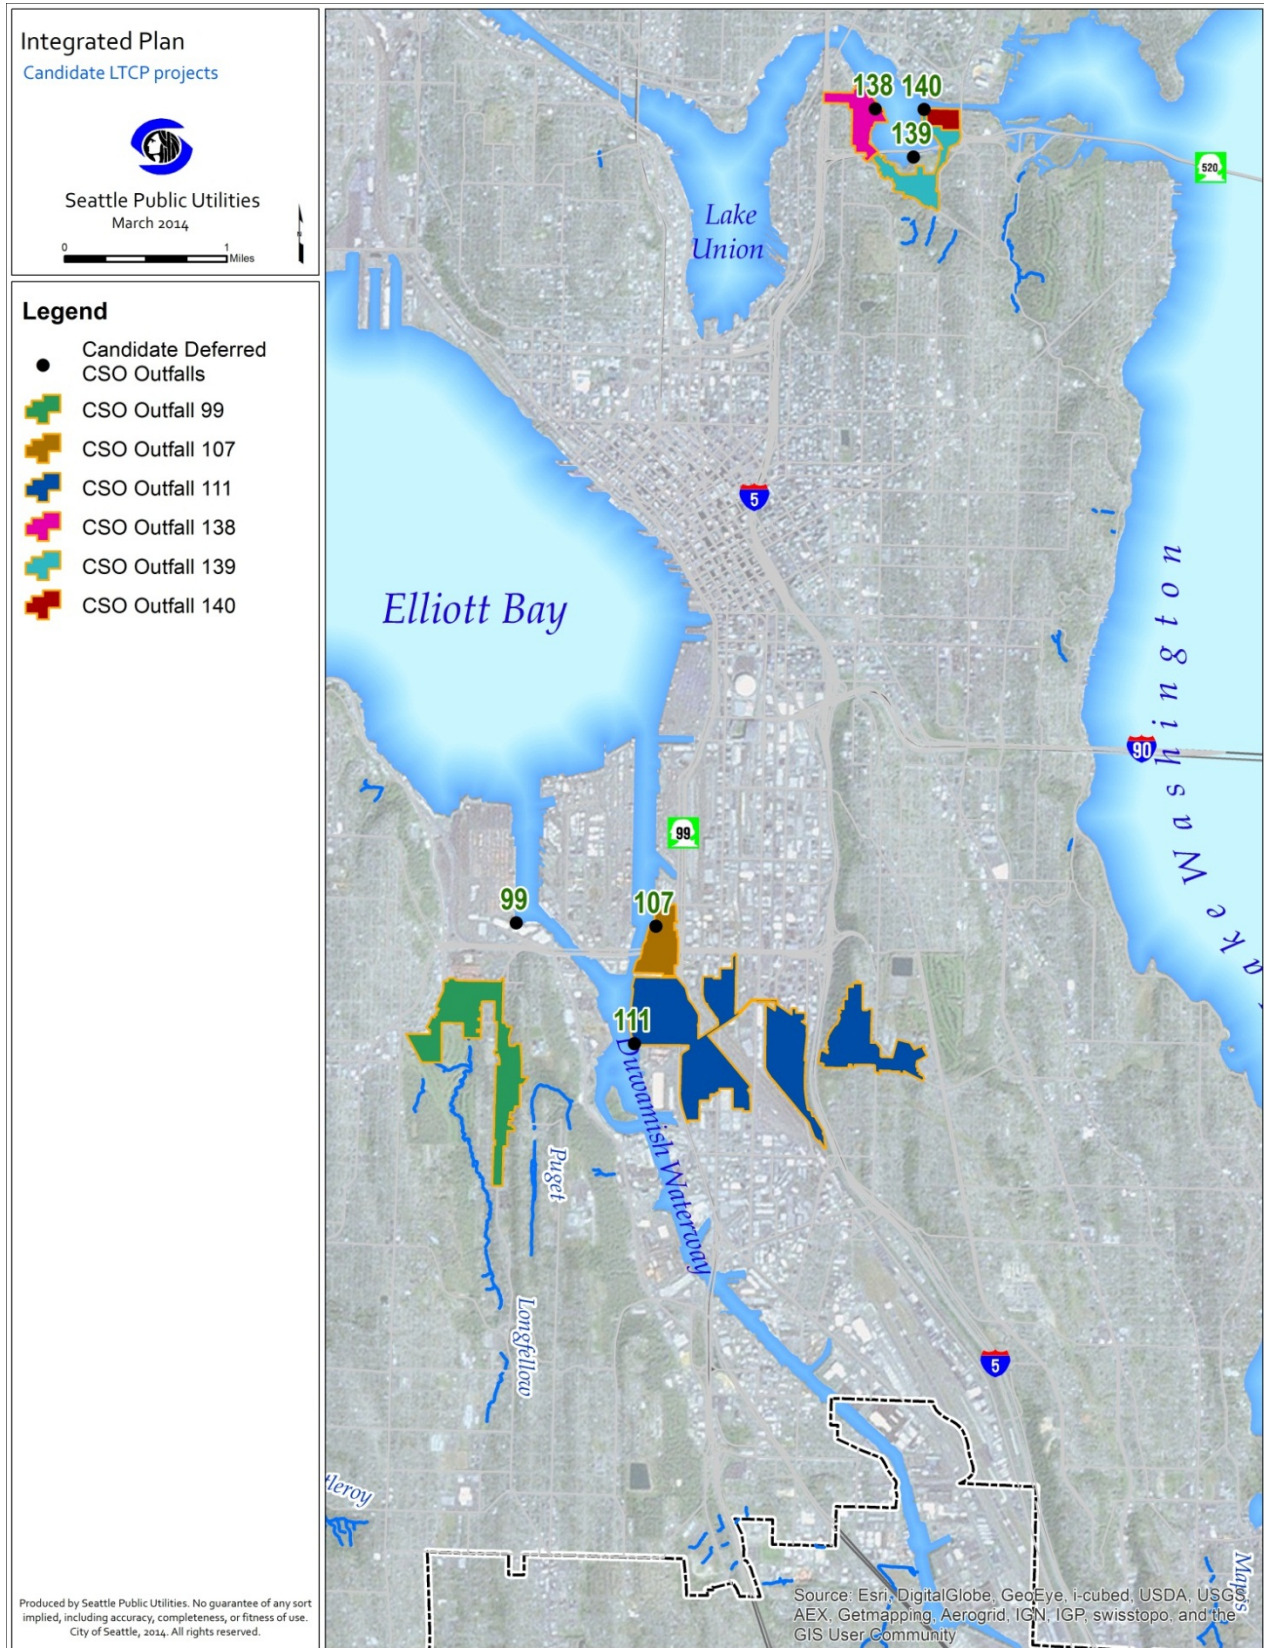 Integrated Plan
Candidate LTCP projects
Seattle Public Utilities
March 2014
N
0 1
Miles
Legend
Candidate Deferred
CSO Outfalls
CSO Outfall 99
CSO Outfall 107
CSO Outfall 111
CSO Outfall 138
CSO Outfall 139
CSO Outfall 140
Produced by Seattle Public Utilities. No guarantee of any sort
implied, including accuracy, completeness, or fitness of use.
City of Seattle, 2014. All rights reserved.
138 140
139
520
Lake
Union
5
Elliott Bay
ake Washington
90
99
99
107
111
Duwamish Waterway
Puget
Longfellow
5
tleroy
Mapes
Source: Esri, DigitalGlobe, GeoEye, i-cubed, USDA, USGS,
AEX, Getmapping, Aerogrid, IGN, IGP, swisstopo, and the
GIS User Community